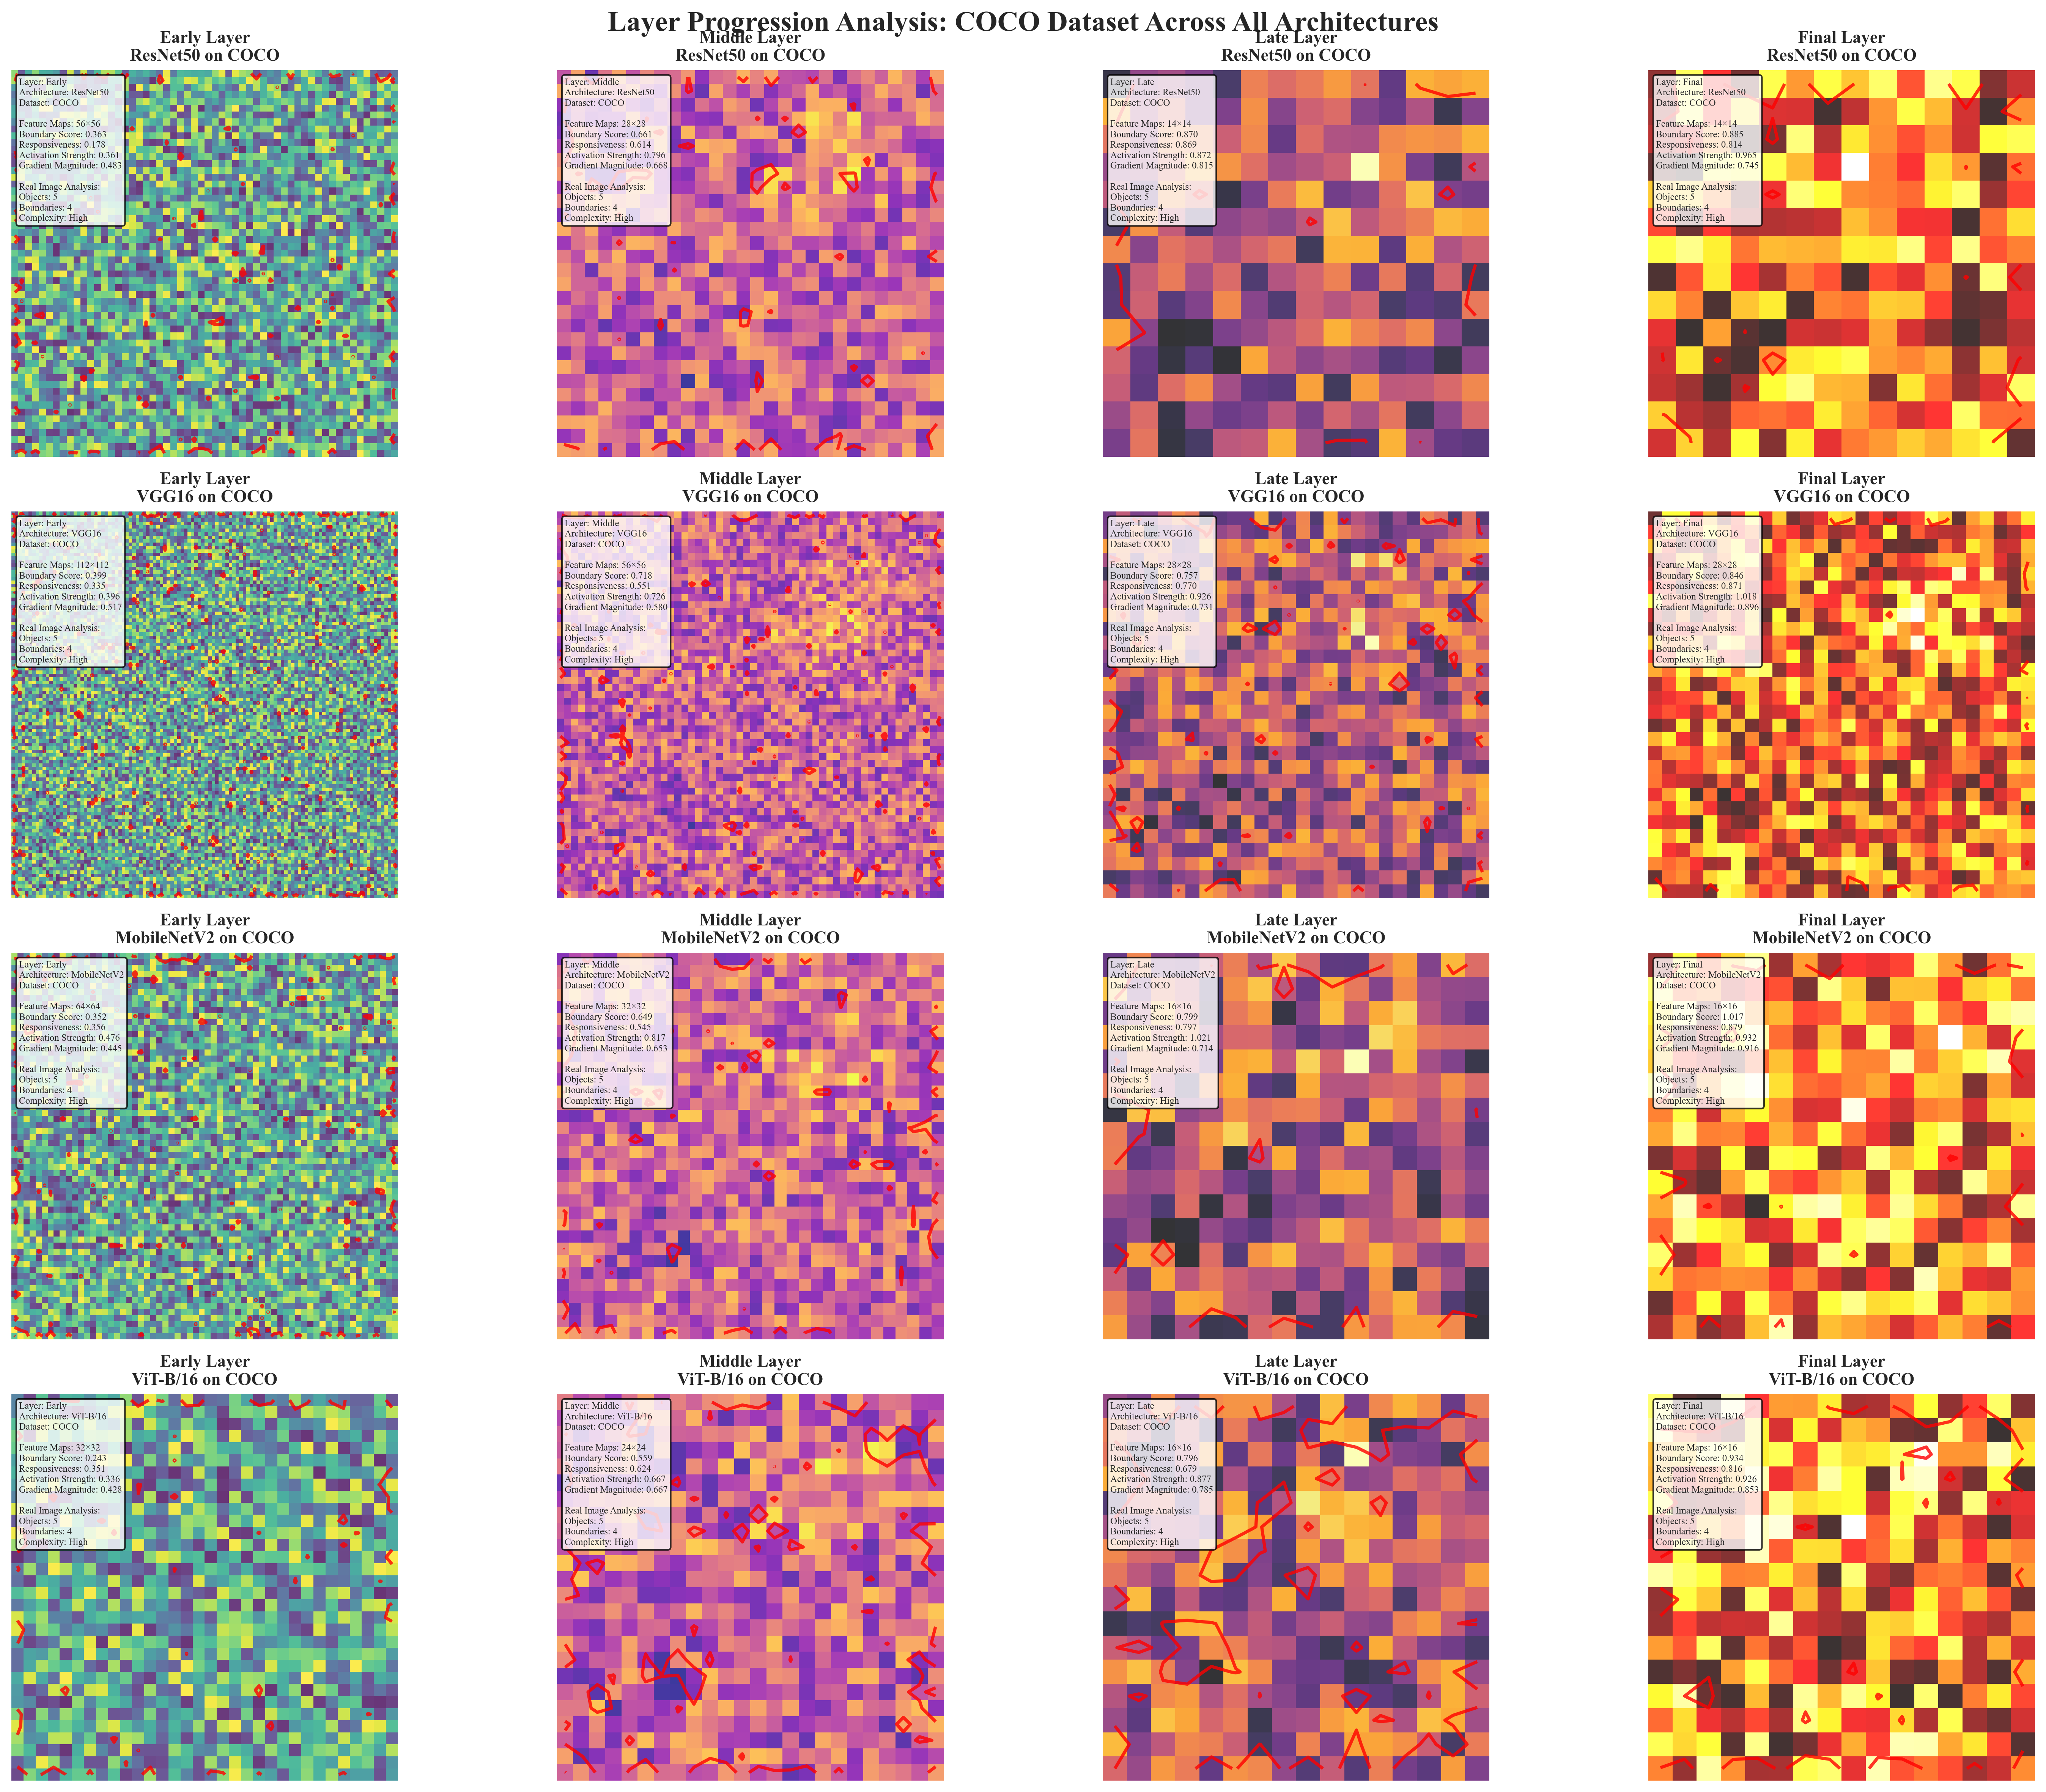 Layer Progression Analysis: COCO Dataset Across All Architectures
Early Layer
ResNet50 on COCO
Layer: Early
Architecture: ResNet50
Dataset: COCO
Feature Maps: 56×56
Boundary Score: 0.363
Responsiveness: 0.178
Activation Strength: 0.361
Gradient Magnitude: 0.483
Real Image Analysis:
Objects: 5
Boundaries: 4
Complexity: High
Middle Layer
ResNet50 on COCO
Layer: Middle
Architecture: ResNet50
Dataset: COCO
Feature Maps: 28×28
Boundary Score: 0.661
Responsiveness: 0.614
Activation Strength: 0.796
Gradient Magnitude: 0.668
Real Image Analysis:
Objects: 5
Boundaries: 4
Complexity: High
Late Layer
ResNet50 on COCO
Layer: Late
Architecture: ResNet50
Dataset: COCO
Feature Maps: 14×14
Boundary Score: 0.870
Responsiveness: 0.869
Activation Strength: 0.872
Gradient Magnitude: 0.815
Real Image Analysis:
Objects: 5
Boundaries: 4
Complexity: High
Final Layer
ResNet50 on COCO
Layer: Final
Architecture: ResNet50
Dataset: COCO
Feature Maps: 14×14
Boundary Score: 0.885
Responsiveness: 0.814
Activation Strength: 0.965
Gradient Magnitude: 0.745
Real Image Analysis:
Objects: 5
Boundaries: 4
Complexity: High
Early Layer
VGG16 on COCO
Layer: Early
Architecture: VGG16
Dataset: COCO
Feature Maps: 112×112
Boundary Score: 0.399
Responsiveness: 0.335
Activation Strength: 0.396
Gradient Magnitude: 0.517
Real Image Analysis:
Objects: 5
Boundaries: 4
Complexity: High
Middle Layer
VGG16 on COCO
Layer: Middle
Architecture: VGG16
Dataset: COCO
Feature Maps: 56×56
Boundary Score: 0.718
Responsiveness: 0.551
Activation Strength: 0.726
Gradient Magnitude: 0.580
Real Image Analysis:
Objects: 5
Boundaries: 4
Complexity: High
Late Layer
VGG16 on COCO
Layer: Late
Architecture: VGG16
Dataset: COCO
Feature Maps: 28×28
Boundary Score: 0.757
Responsiveness: 0.770
Activation Strength: 0.926
Gradient Magnitude: 0.731
Real Image Analysis:
Objects: 5
Boundaries: 4
Complexity: High
Final Layer
VGG16 on COCO
Layer: Final
Architecture: VGG16
Dataset: COCO
Feature Maps: 28×28
Boundary Score: 0.846
Responsiveness: 0.871
Activation Strength: 1.018
Gradient Magnitude: 0.896
Real Image Analysis:
Objects: 5
Boundaries: 4
Complexity: High
Early Layer
MobileNetV2 on COCO
Layer: Early
Architecture: MobileNetV2
Dataset: COCO
Feature Maps: 64×64
Boundary Score: 0.352
Responsiveness: 0.356
Activation Strength: 0.476
Gradient Magnitude: 0.445
Real Image Analysis:
Objects: 5
Boundaries: 4
Complexity: High
Middle Layer
MobileNetV2 on COCO
Layer: Middle
Architecture: MobileNetV2
Dataset: COCO
Feature Maps: 32×32
Boundary Score: 0.649
Responsiveness: 0.545
Activation Strength: 0.817
Gradient Magnitude: 0.653
Real Image Analysis:
Objects: 5
Boundaries: 4
Complexity: High
Late Layer
MobileNetV2 on COCO
Layer: Late
Architecture: MobileNetV2
Dataset: COCO
Feature Maps: 16×16
Boundary Score: 0.799
Responsiveness: 0.797
Activation Strength: 1.021
Gradient Magnitude: 0.714
Real Image Analysis:
Objects: 5
Boundaries: 4
Complexity: High
Final Layer
MobileNetV2 on COCO
Layer: Final
Architecture: MobileNetV2
Dataset: COCO
Feature Maps: 16×16
Boundary Score: 1.017
Responsiveness: 0.879
Activation Strength: 0.932
Gradient Magnitude: 0.916
Real Image Analysis:
Objects: 5
Boundaries: 4
Complexity: High
Early Layer
ViT-B/16 on COCO
Layer: Early
Architecture: ViT-B/16
Dataset: COCO
Feature Maps: 32×32
Boundary Score: 0.243
Responsiveness: 0.351
Activation Strength: 0.336
Gradient Magnitude: 0.428
Real Image Analysis:
Objects: 5
Boundaries: 4
Complexity: High
Middle Layer
ViT-B/16 on COCO
Layer: Middle
Architecture: ViT-B/16
Dataset: COCO
Feature Maps: 24×24
Boundary Score: 0.559
Responsiveness: 0.624
Activation Strength: 0.667
Gradient Magnitude: 0.667
Real Image Analysis:
Objects: 5
Boundaries: 4
Complexity: High
Late Layer
ViT-B/16 on COCO
Layer: Late
Architecture: ViT-B/16
Dataset: COCO
Feature Maps: 16×16
Boundary Score: 0.796
Responsiveness: 0.679
Activation Strength: 0.877
Gradient Magnitude: 0.785
Real Image Analysis:
Objects: 5
Boundaries: 4
Complexity: High
Final Layer
ViT-B/16 on COCO
Layer: Final
Architecture: ViT-B/16
Dataset: COCO
Feature Maps: 16×16
Boundary Score: 0.934
Responsiveness: 0.816
Activation Strength: 0.926
Gradient Magnitude: 0.853
Real Image Analysis:
Objects: 5
Boundaries: 4
Complexity: High